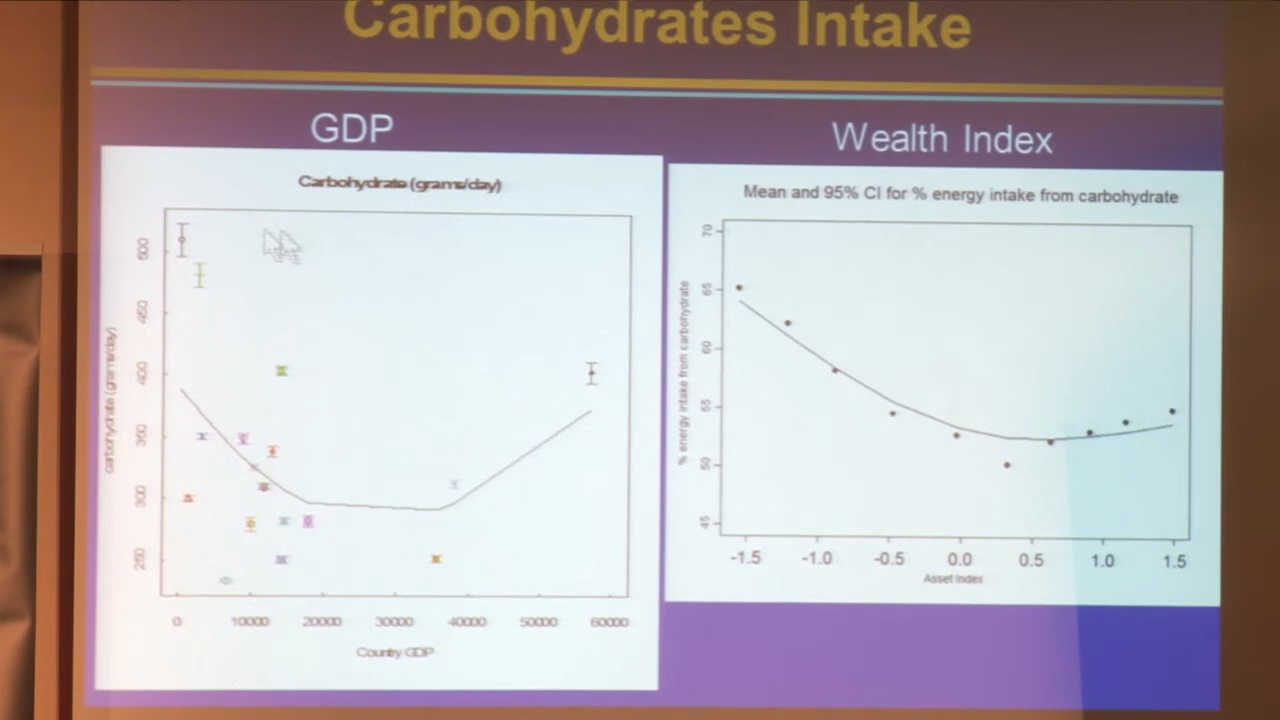 Carbohydrates Intake
GDP
Carbohydrate (grams/day)
carbohydrate (grams/day)
500
450
400
350
300
250
0
10000
20000
30000
40000
50000
60000
Country GDP
Wealth Index
Mean and 95% CI for % energy intake from carbohydrate
% energy intake from carbohydrate
70
65
60
55
50
45
-1.5
-1.0
-0.5
0.0
0.5
1.0
1.5
Asset Index